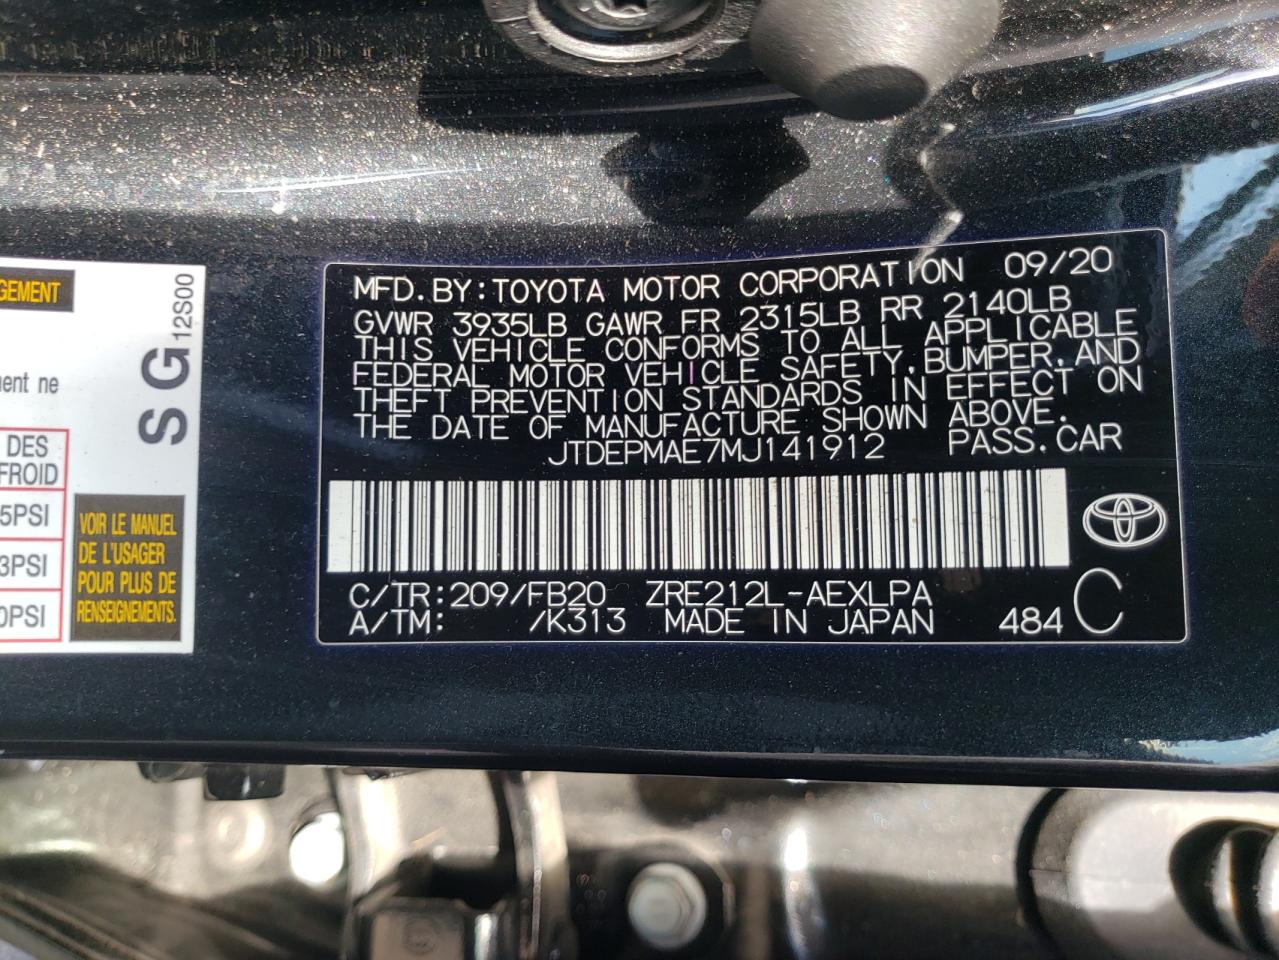 GEMENT
12S00
SG
ment ne
DES
FROID
5PSI
3PSI
0PSI
VOIR LE MANUEL
DE L'USAGER
POUR PLUS DE
RENSEIGNEMENTS.
MFD. BY: TOYOTA MOTOR CORPORATION 09/20
GVWR 3935LB GAWR FR 2315LB RR 2140LB
THIS VEHICLE CONFORMS TO ALL APPLICABLE
FEDERAL MOTOR VEHICLE SAFETY, BUMPER, AND
THEFT PREVENTION STANDARDS IN EFFECT ON
THE DATE OF MANUFACTURE SHOWN ABOVE.
JTDEPMAE7MJ141912 PASS. CAR
C/TR: 209/FB20 ZRE212L-AEXLPA
A/TM: /K313 MADE IN JAPAN 484 C